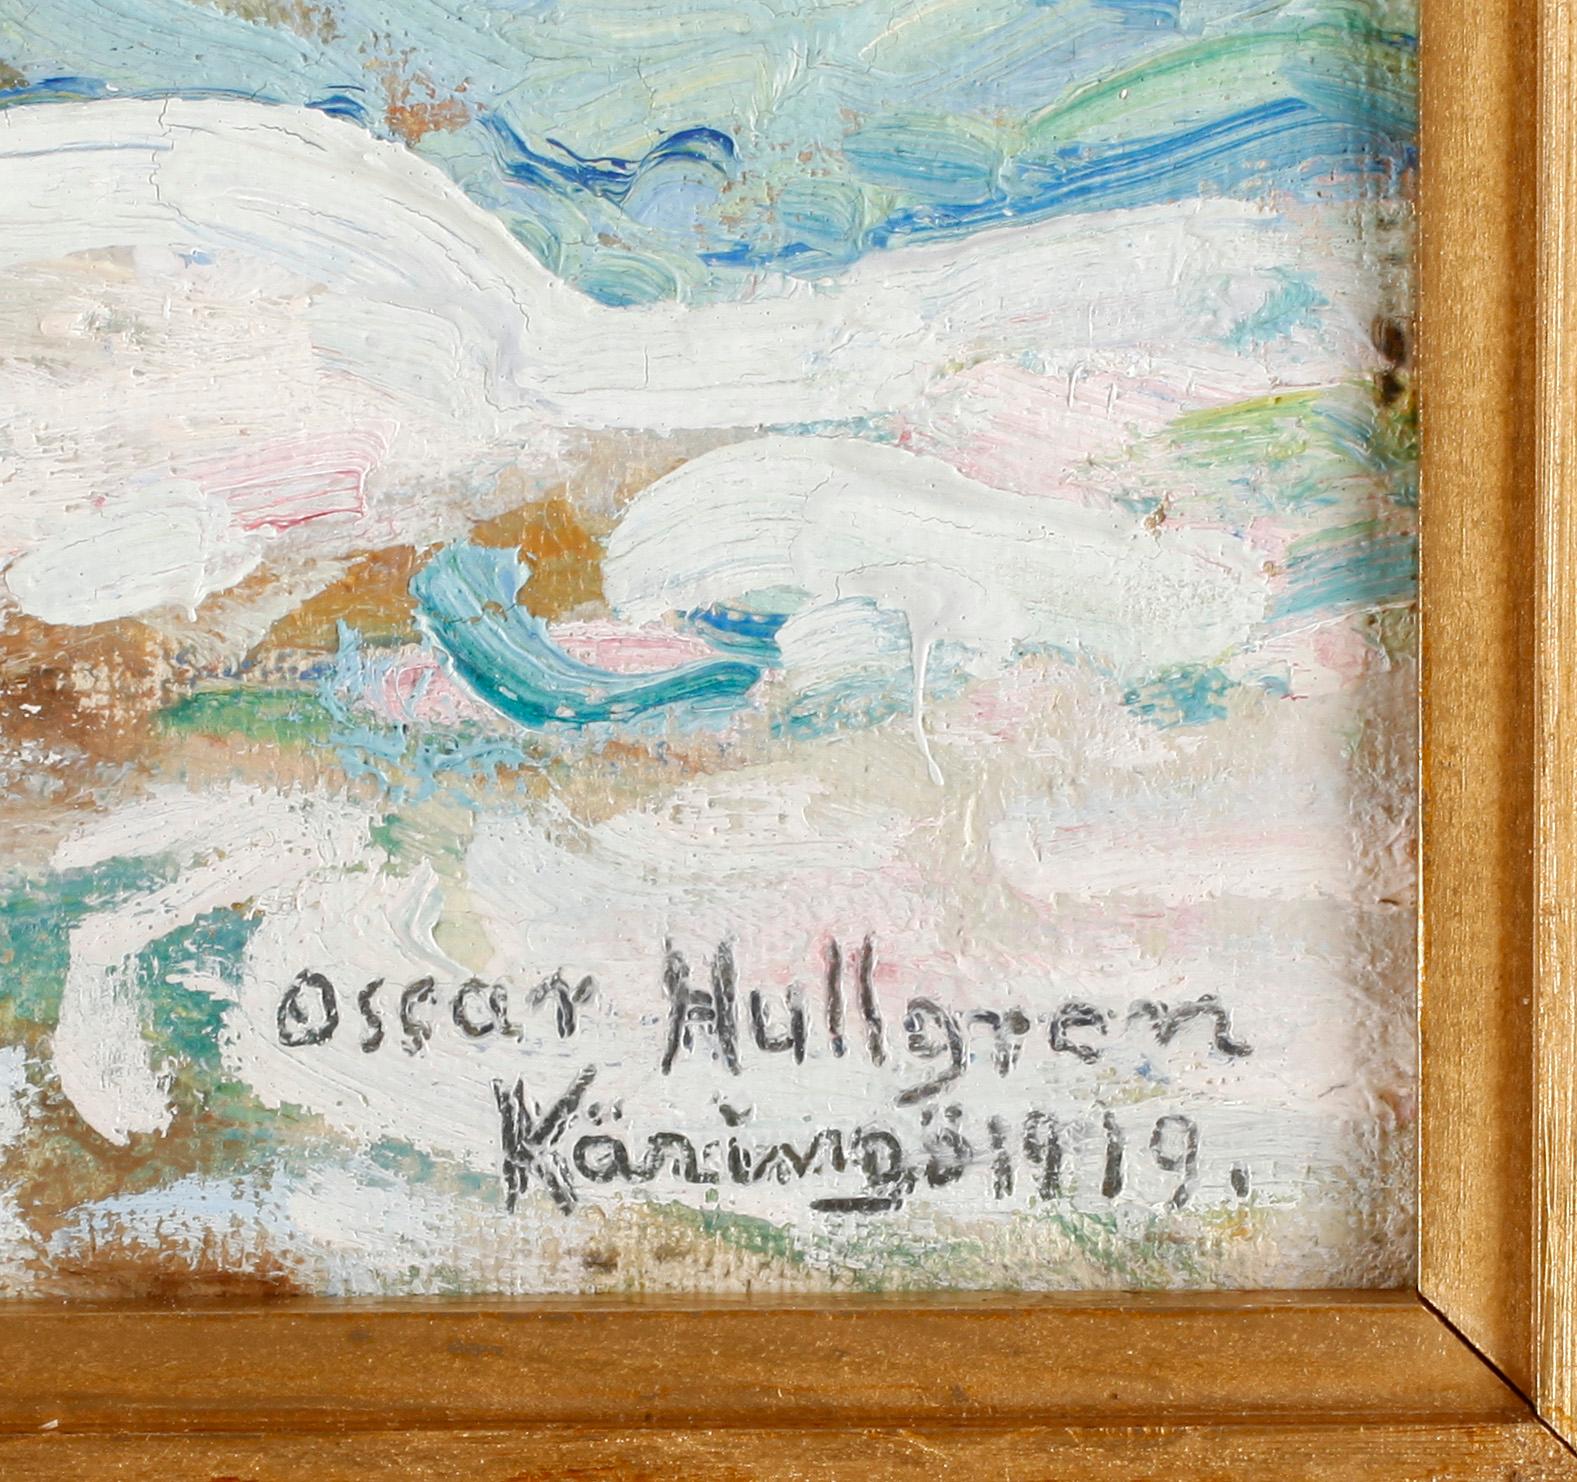 Oscar Hullgren
Käringö 1919.